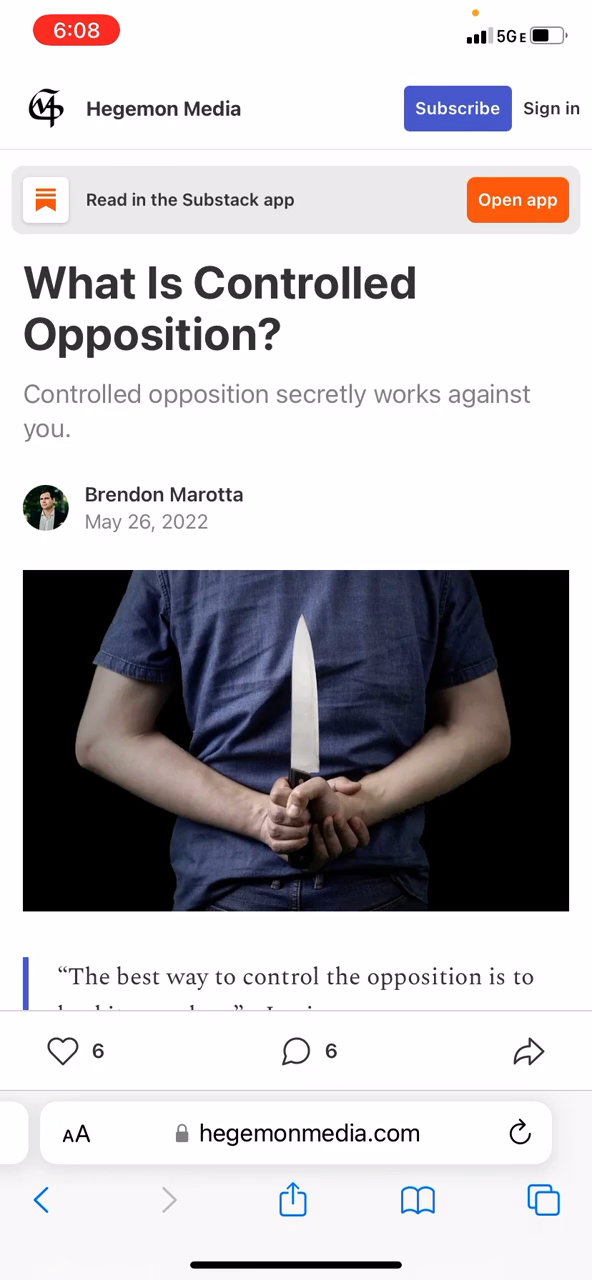 6:08
5GE
Hegemon Media
Subscribe
Sign in
Read in the Substack app
Open app
What Is Controlled
Opposition?
Controlled opposition secretly works against
you.
Brendon Marotta
May 26, 2022
“The best way to control the opposition is to
6
6
AA
hegemonmedia.com